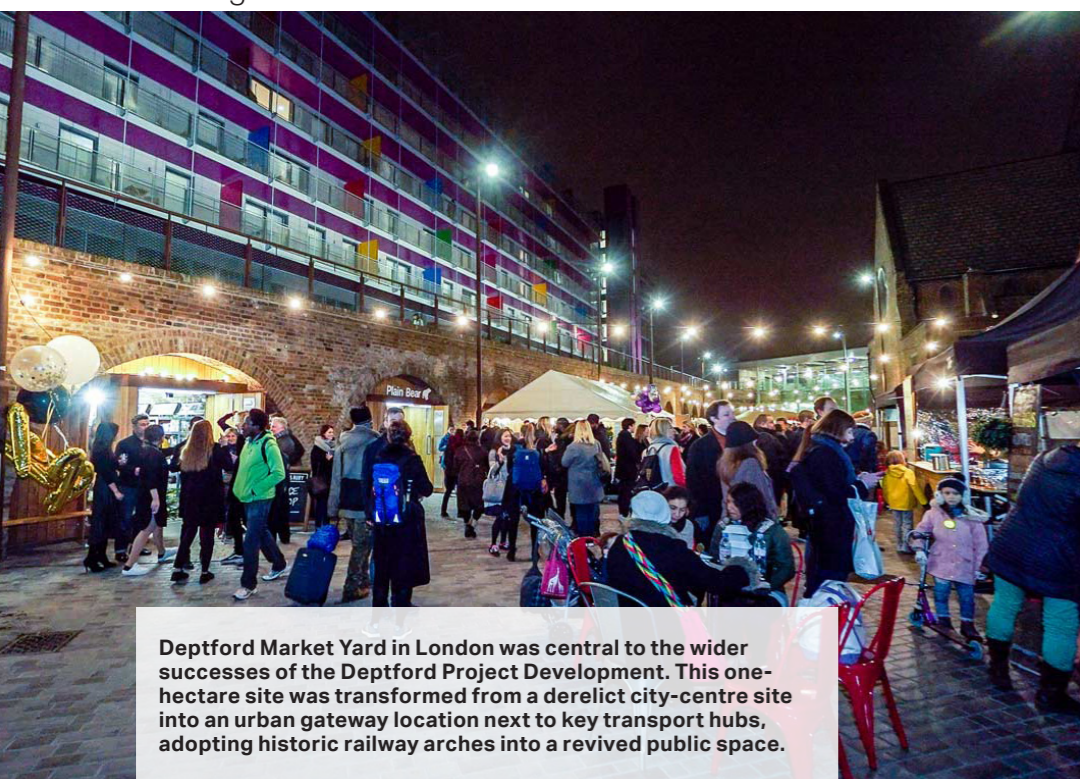 Plain Bear
Deptford Market Yard in London was central to the wider
successes of the Deptford Project Development. This one-
hectare site was transformed from a derelict city-centre site
into an urban gateway location next to key transport hubs,
adopting historic railway arches into a revived public space.